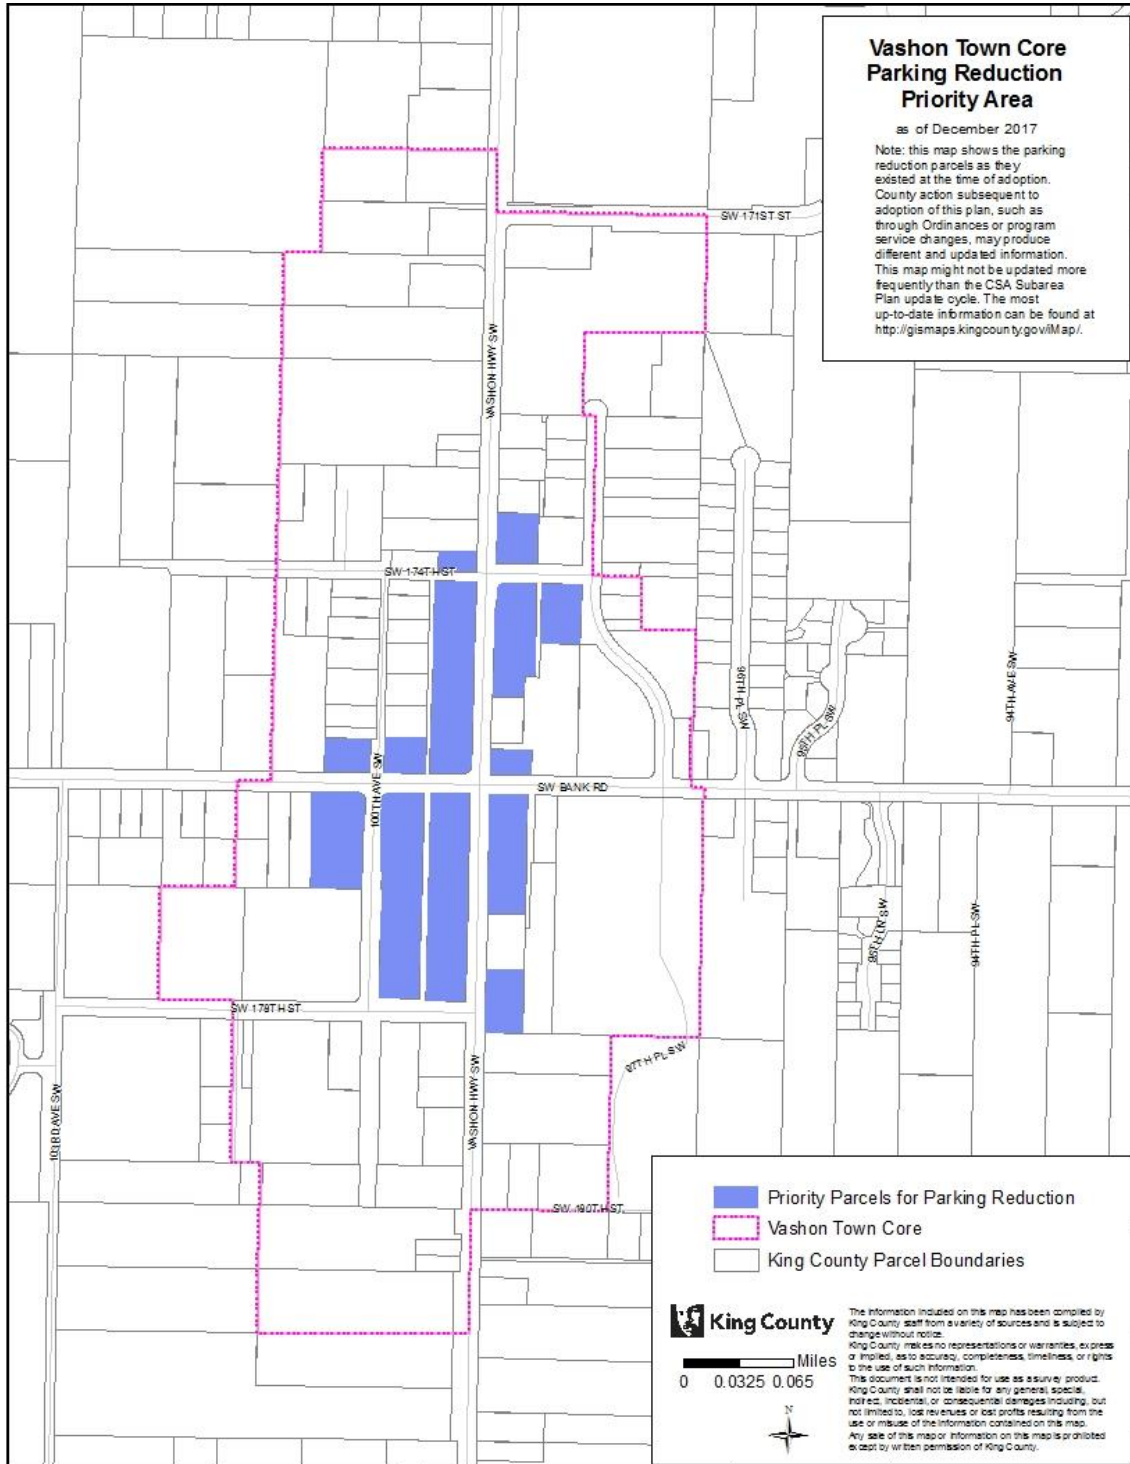 Vashon Town Core
Parking Reduction
Priority Area
as of December 2017
Note: this map shows the parking
reduction parcels as they
existed at the time of adoption.
County action subsequent to
adoption of this plan, such as
through Ordinances or program
service changes, may produce
different and updated information.
This map might not be updated more
frequently than the CSA Subarea
Plan update cycle. The most
up-to-date information can be found at
http://gismaps.kingcounty.gov/iMap/.
SW 171ST ST
VASHON HWY SW
SW 174TH ST
96TH PL SW
94TH AVE SW
95TH PL SW
100TH AVE SW
SW BANK RD
95TH LN SW
94TH PL SW
SW 178TH ST
97TH PL SW
VASHON HWY SW
103RD AVE SW
SW 180TH ST
Priority Parcels for Parking Reduction
Vashon Town Core
King County Parcel Boundaries
King County
Miles
0 0.0325 0.065
N
The information included on this map has been compiled by
King County staff from a variety of sources and is subject to
change without notice.
King County makes no representations or warranties, express
or implied, as to accuracy, completeness, timeliness, or rights
to the use of such information.
This document is not intended for use as a survey product.
King County shall not be liable for any general, special,
indirect, incidental, or consequential damages including, but
not limited to, lost revenues or lost profits resulting from the
use or misuse of the information contained on this map.
Any sale of this map or information on this map is prohibited
except by written permission of King County.